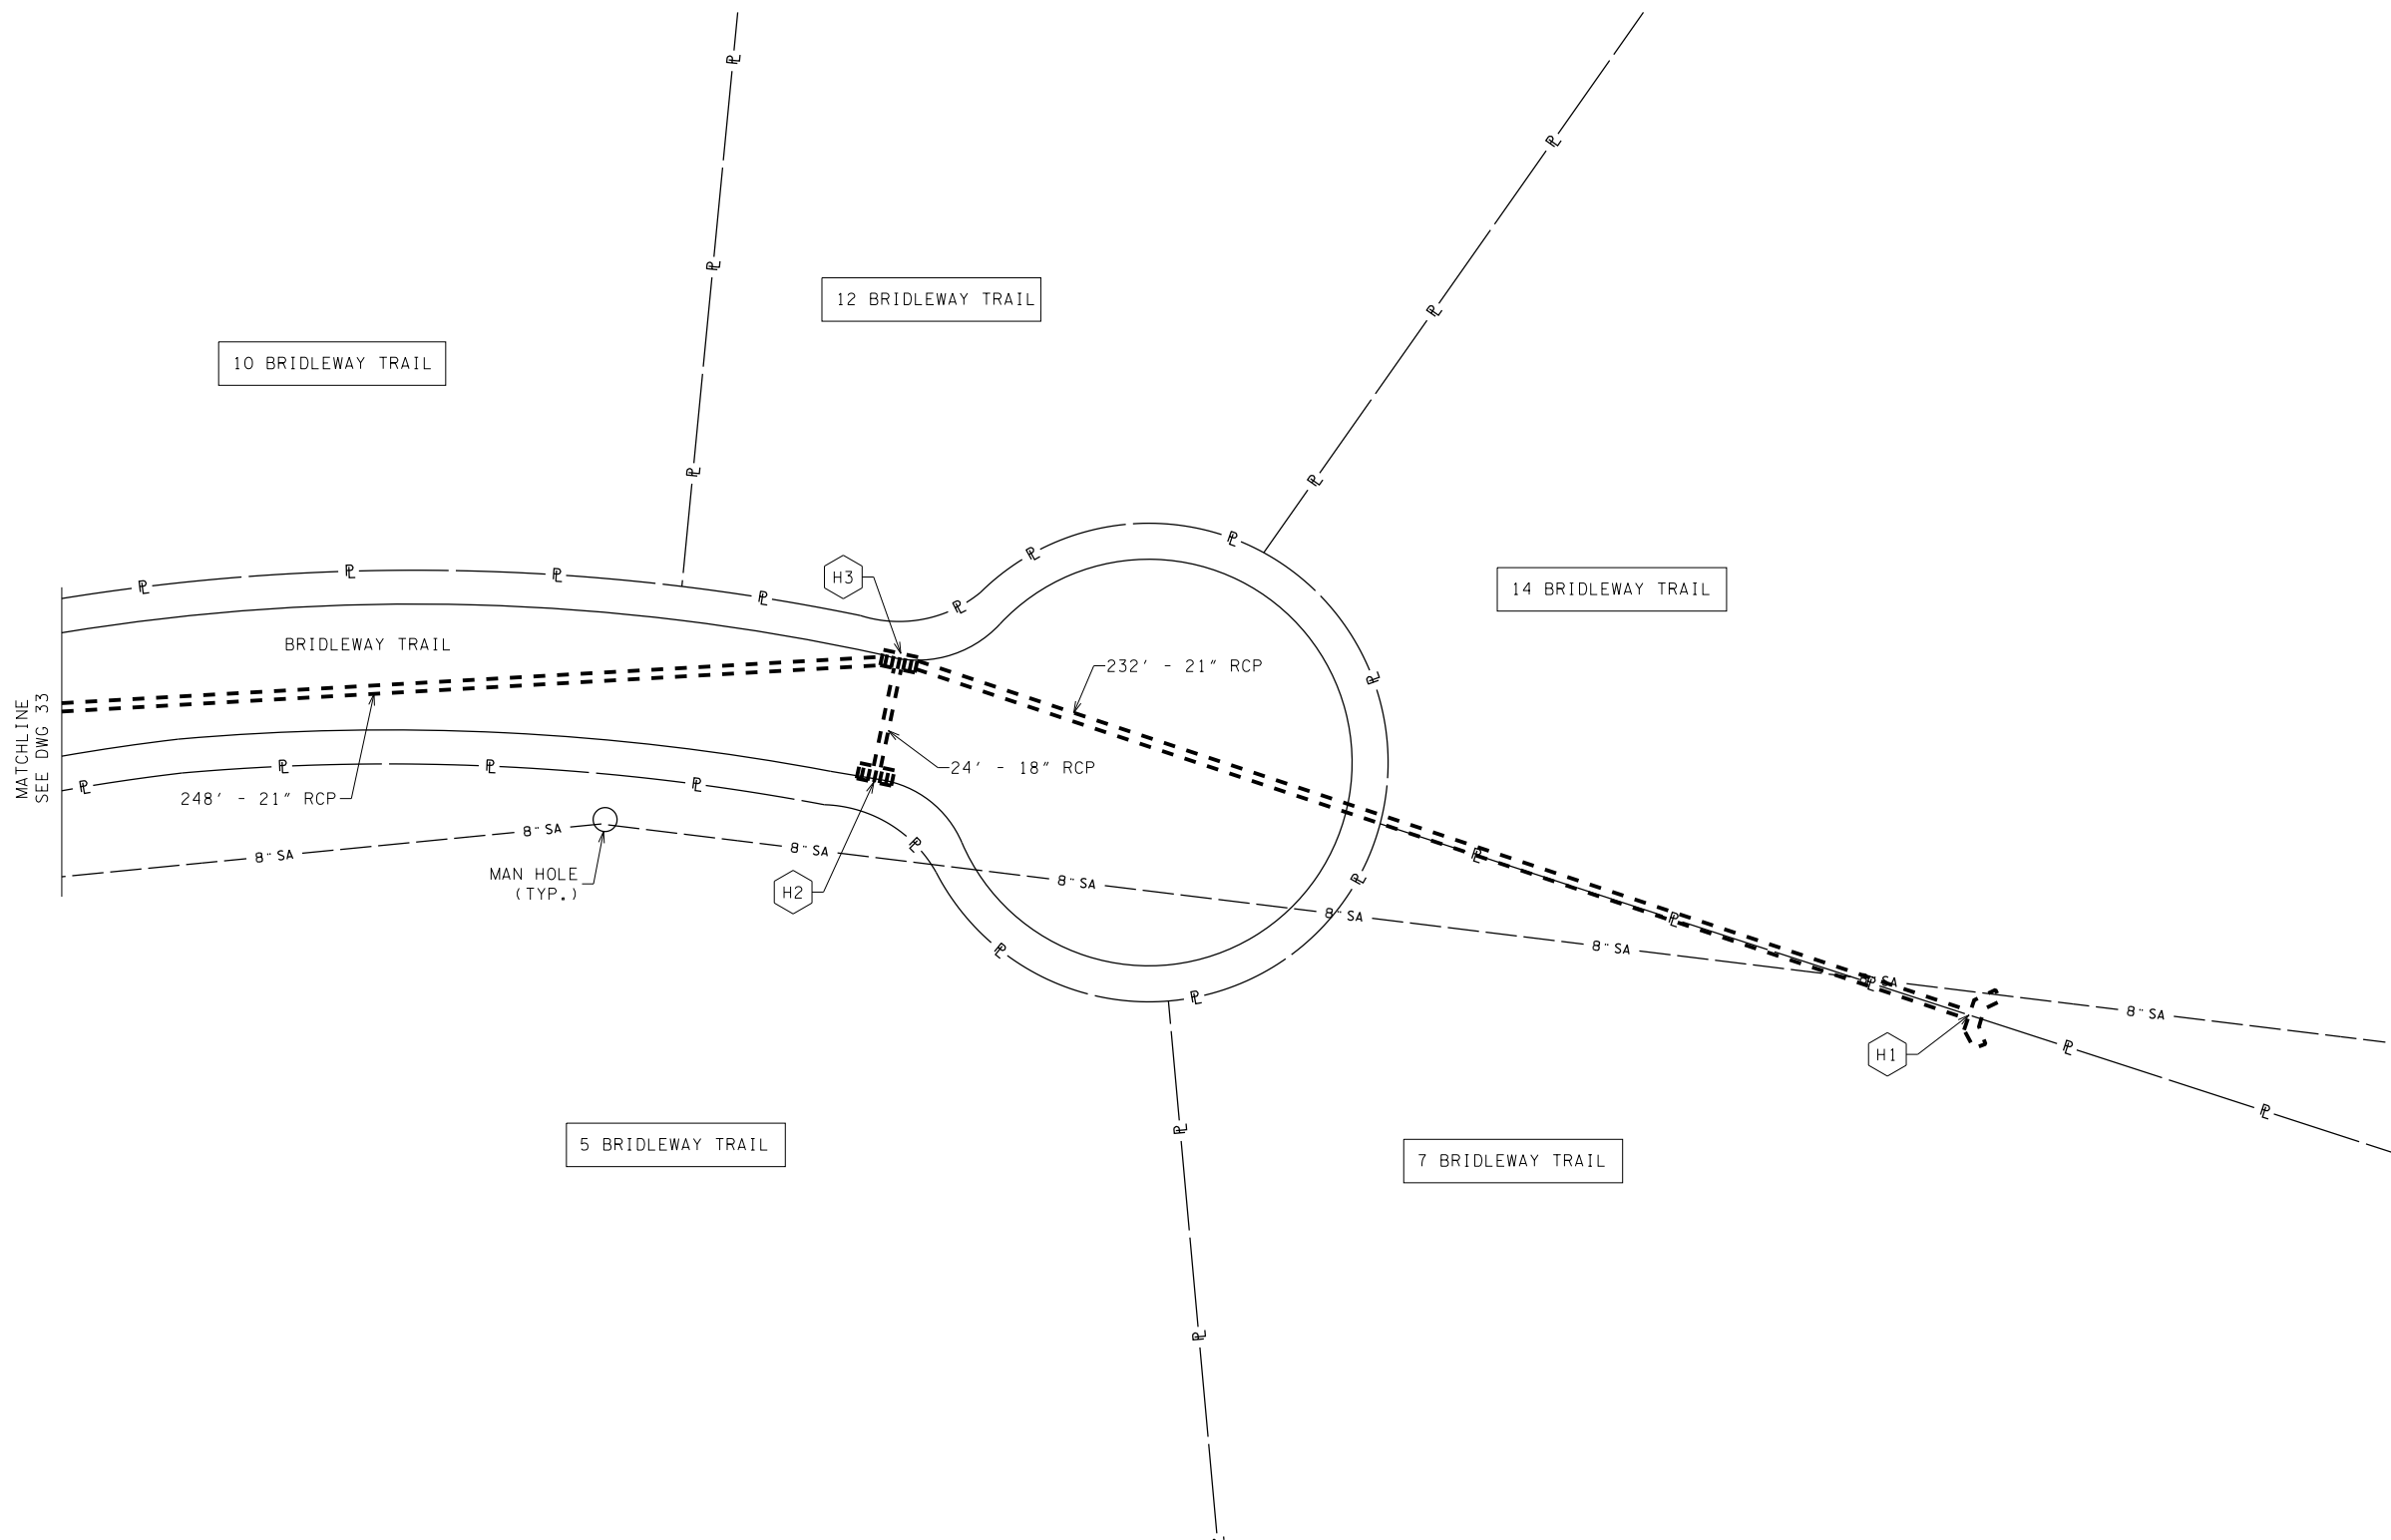 ℄
℄
℄
12 BRIDLEWAY TRAIL
℄
℄
10 BRIDLEWAY TRAIL
℄
℄
℄
℄
℄
℄
℄
℄
℄
H3
14 BRIDLEWAY TRAIL
BRIDLEWAY TRAIL
232' - 21" RCP
℄
MATCHLINE
SEE DWG 33
24' - 18" RCP
℄
℄
℄
℄
248' - 21" RCP
8" SA
8" SA
8" SA
℄
℄
℄
MAN HOLE
(TYP.)
H2
8" SA
8" SA
℄
℄
8" SA
SA
℄
℄
8" SA
H1
℄
℄
5 BRIDLEWAY TRAIL
℄
7 BRIDLEWAY TRAIL
℄